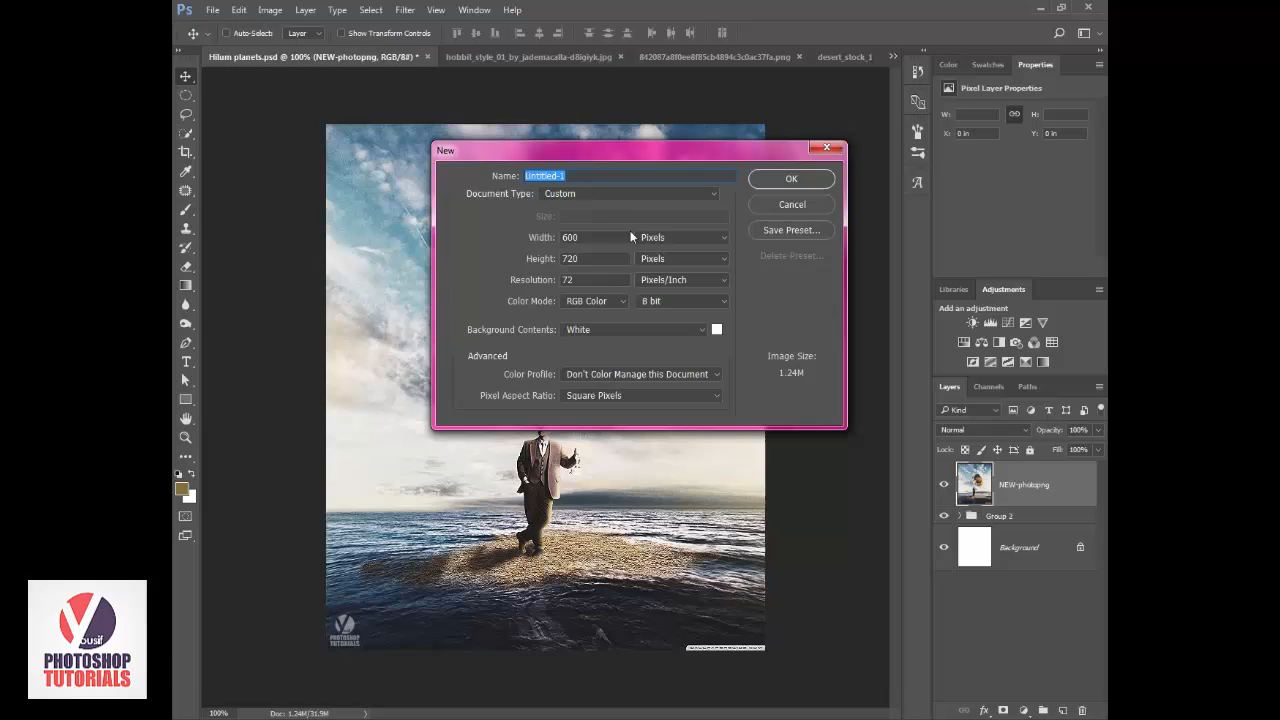 Ps File Edit Image Layer Type Select Filter View Window Help
Auto-Select: Layer Show Transform Controls
Hilum planets.psd @ 100% (NEW-photopng, RGB/8#) * × hobbit_style_01_by_jademacalla-d8igiyk.jpg × 842087a8f0ee8f85cb4894c3c0ac37fa.png × desert_stock_1
Color Swatches Properties
Pixel Layer Properties
W: H:
X: 0 in Y: 0 in
New
Name: Untitled-1
Document Type: Custom
Size:
Width: 600 Pixels
Height: 720 Pixels
Resolution: 72 Pixels/Inch
Color Mode: RGB Color 8 bit
Background Contents: White
Advanced
Color Profile: Don't Color Manage this Document
Pixel Aspect Ratio: Square Pixels
OK
Cancel
Save Preset...
Delete Preset...
Image Size:
1.24M
Libraries Adjustments
Add an adjustment
Layers Channels Paths
Kind
Normal Opacity: 100%
Lock: Fill: 100%
NEW-photopng
Group 2
Background
PHOTOSHOP
TUTORIALS
100% Doc: 1.24M/31.9M
Yousif
PHOTOSHOP
TUTORIALS